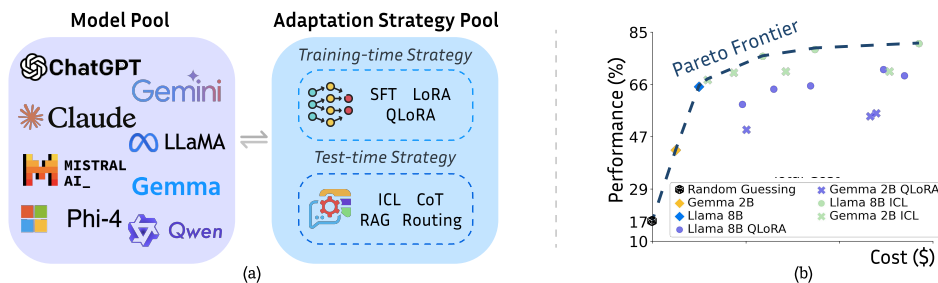 Model Pool
ChatGPT
Gemini
Claude
LLaMA
MISTRAL
AI_
Gemma
Phi-4
Qwen
Adaptation Strategy Pool
Training-time Strategy
SFT LoRA
QLoRA
Test-time Strategy
ICL CoT
RAG Routing
(a)
Performance (%)
85
66
47
29
17
10
Pareto Frontier
Random Guessing
Gemma 2B
Llama 8B
Llama 8B QLoRA
Gemma 2B QLoRA
Llama 8B ICL
Gemma 2B ICL
Cost ($)
(b)